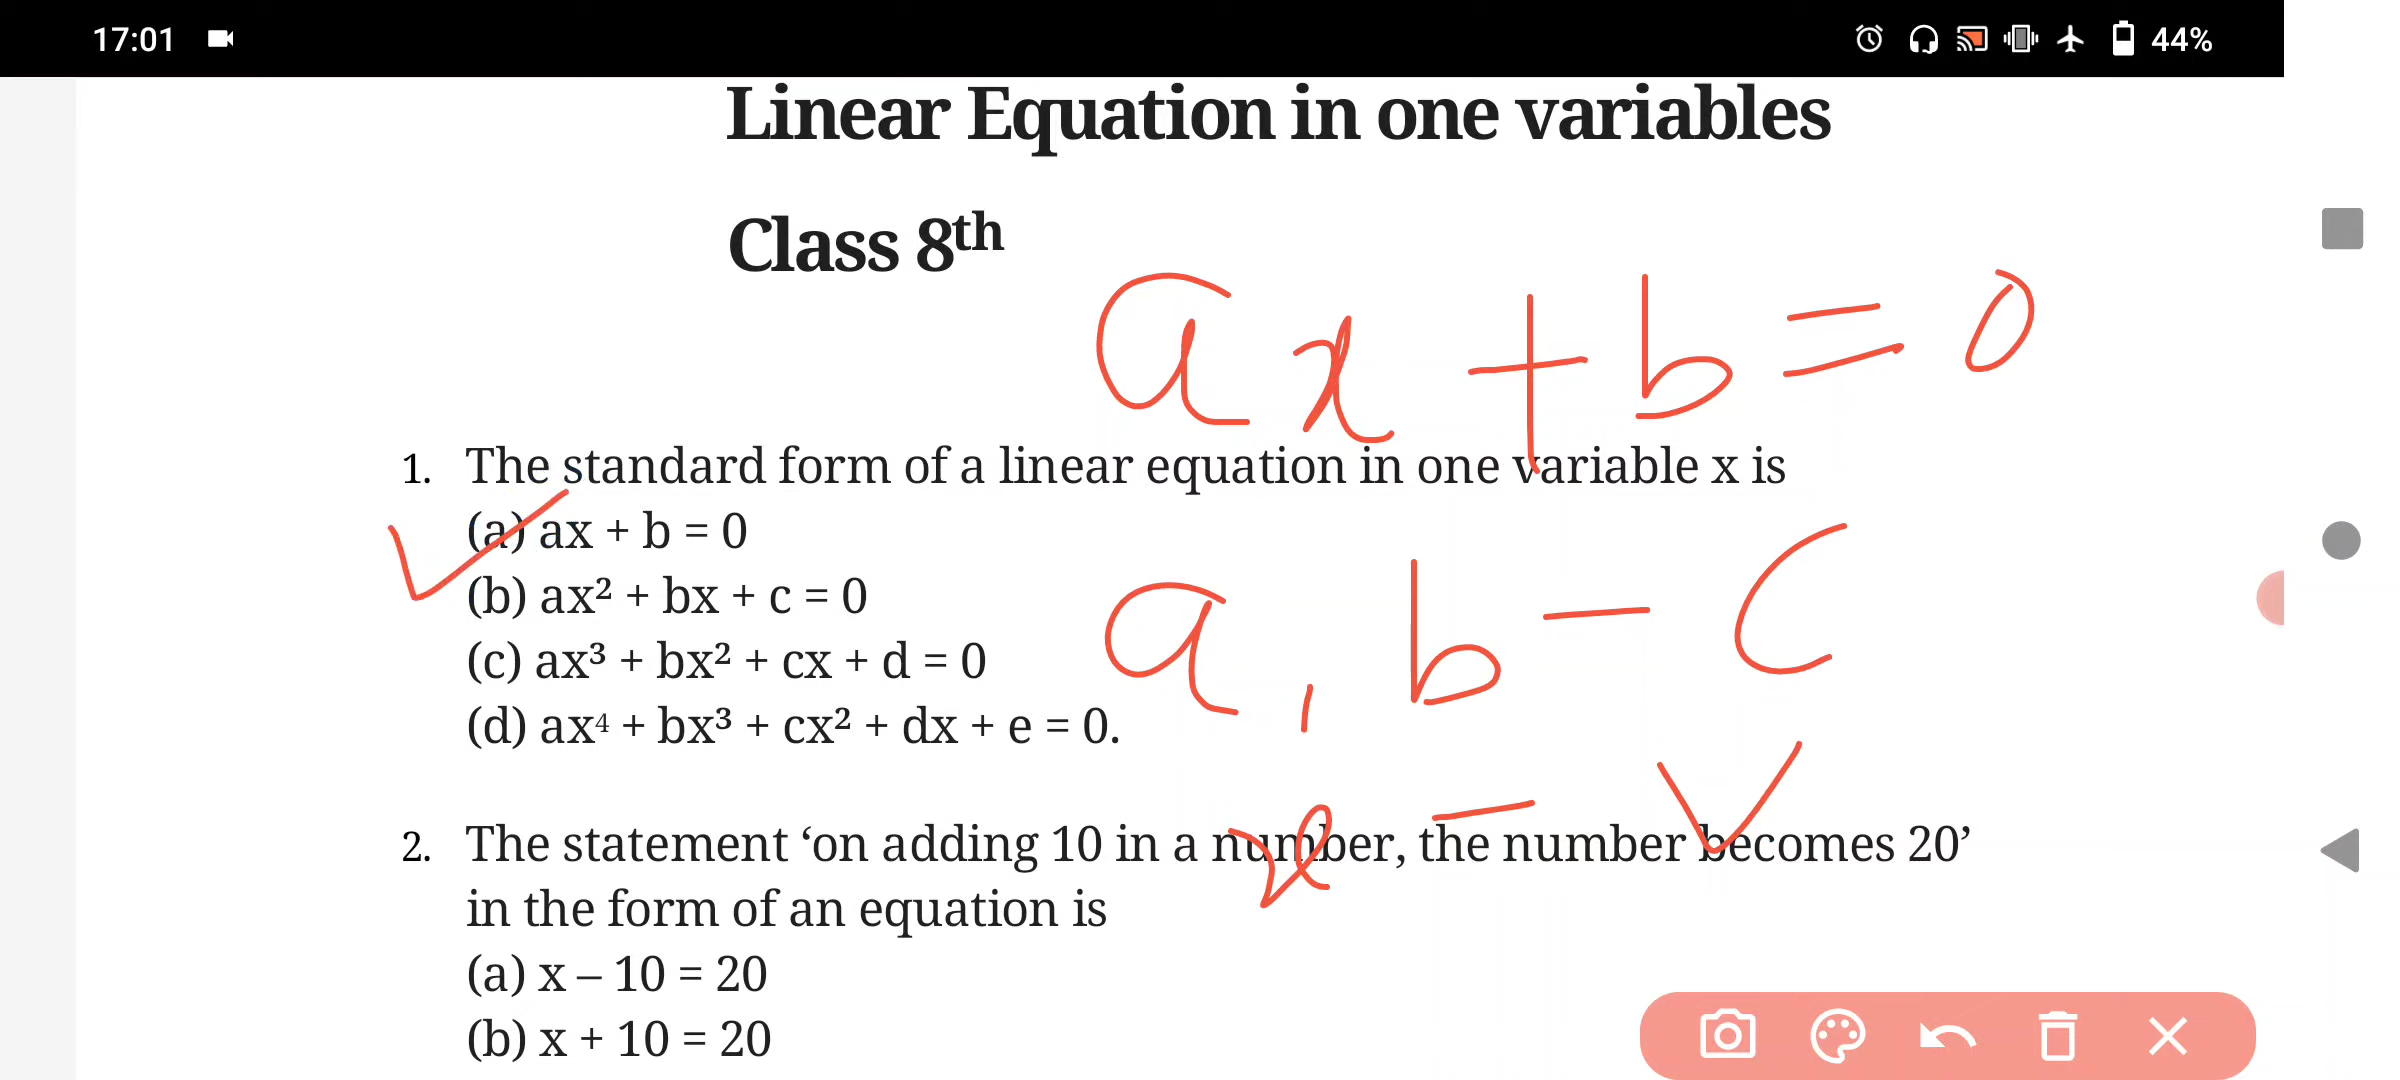 17:01 44%
Linear Equation in one variables
Class 8th
ax + b = 0
1. The standard form of a linear equation in one variable x is
(a) ax + b = 0
(b) ax² + bx + c = 0
(c) ax³ + bx² + cx + d = 0
(d) ax⁴ + bx³ + cx² + dx + e = 0.
a, b – C
x – V
2. The statement ‘on adding 10 in a number, the number becomes 20’
in the form of an equation is
(a) x – 10 = 20
(b) x + 10 = 20